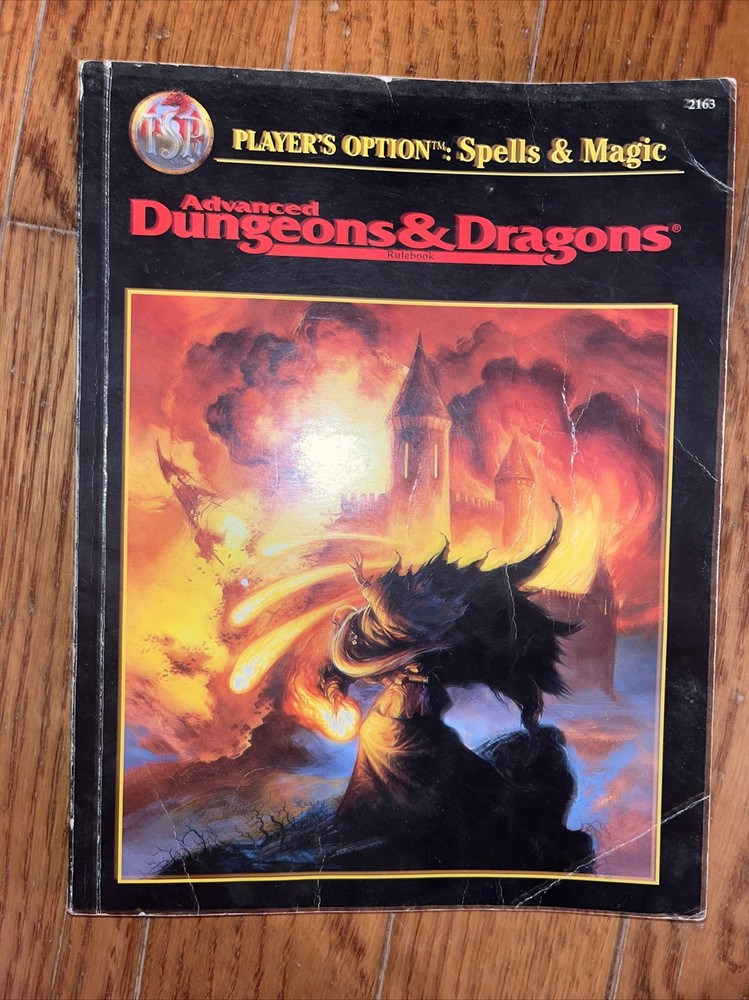 2163
TSR
PLAYER'S OPTION™: Spells & Magic
Advanced
Dungeons & Dragons®
Rulebook